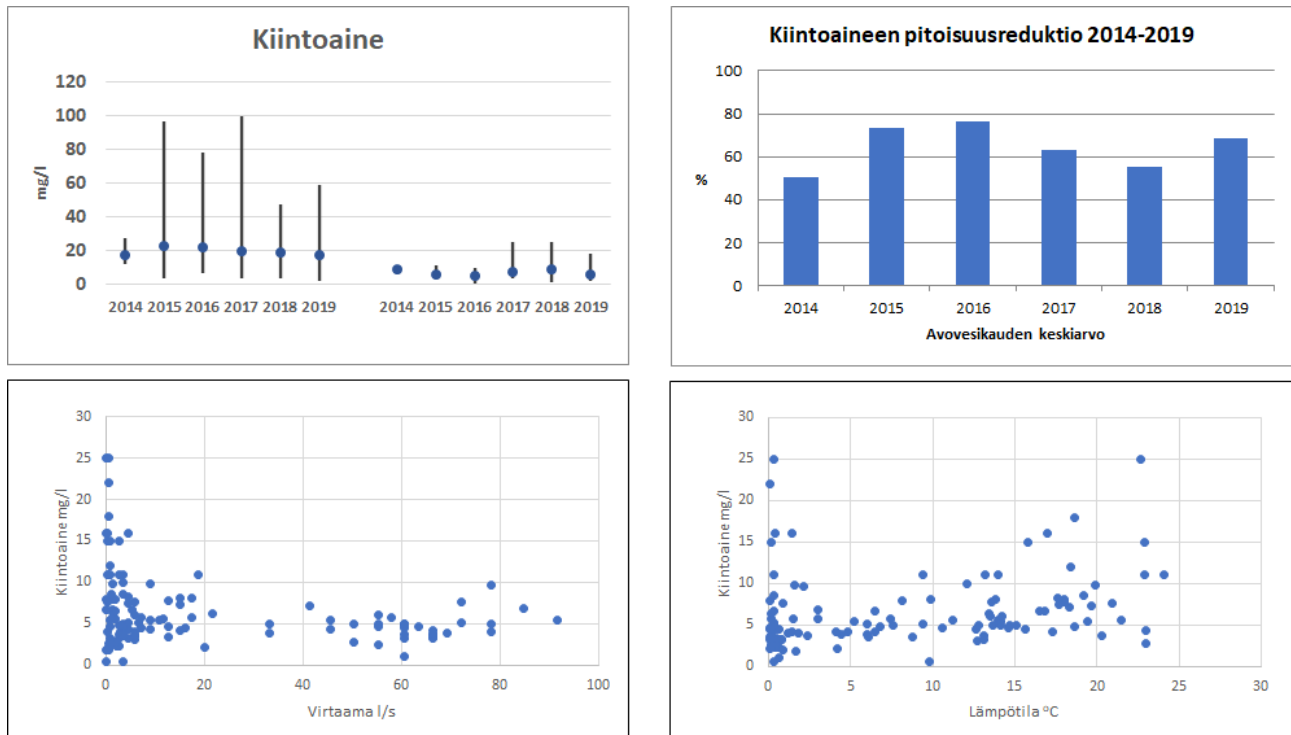 Kiintoaine
120
100
80
60
40
20
0
mg/l
2014 2015 2016 2017 2018 2019 2014 2015 2016 2017 2018 2019
Kiintoaineen pitoisuusreduktio 2014-2019
100
80
60
40
20
0
%
2014 2015 2016 2017 2018 2019
Avovesikauden keskiarvo
30
25
20
15
10
5
0
Kiintoaine mg/l
0 20 40 60 80 100
Virtaama l/s
30
25
20
15
10
5
0
Kiintoaine mg/l
0 5 10 15 20 25 30
Lämpötila °C